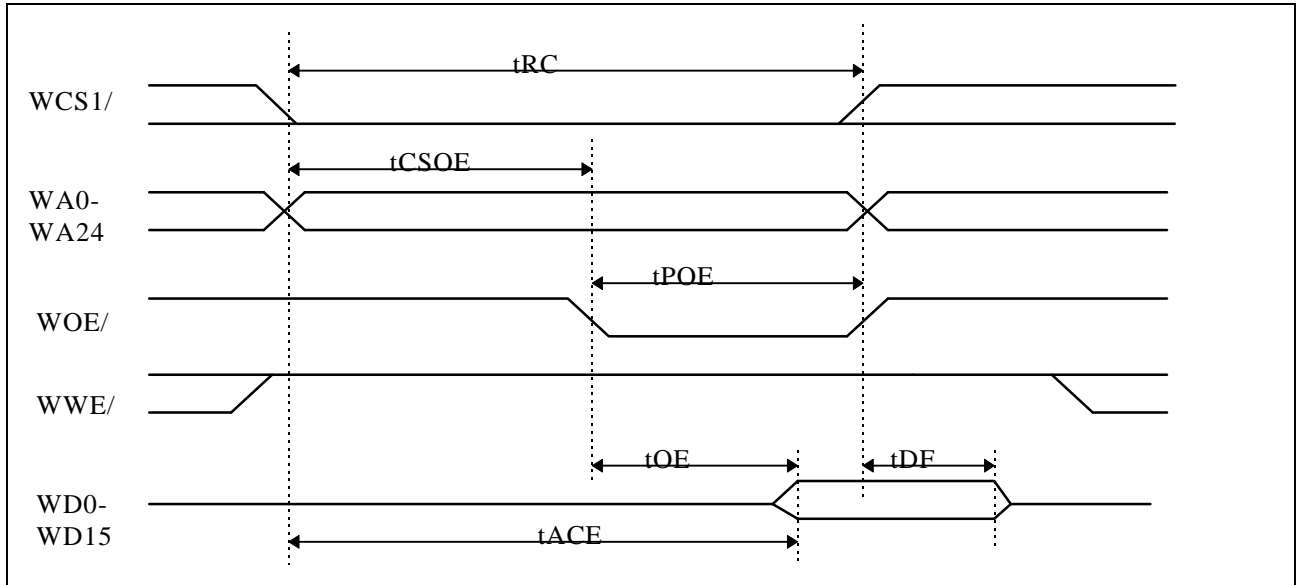 tRC
WCS1/
tCSOE
WA0-
WA24
tPOE
WOE/
WWE/
tOE
tDF
WD0-
WD15
tACE